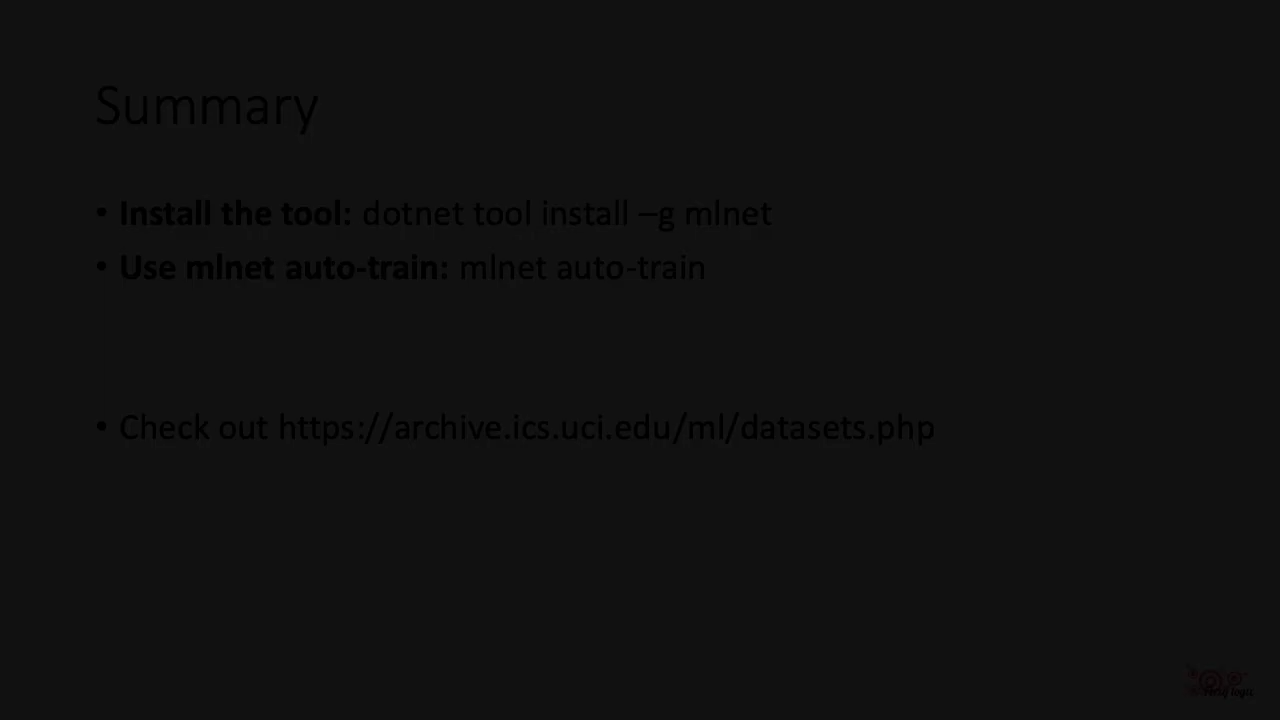 Summary
• Install the tool: dotnet tool install –g mlnet
• Use mlnet auto-train: mlnet auto-train
• Check out https://archive.ics.uci.edu/ml/datasets.php